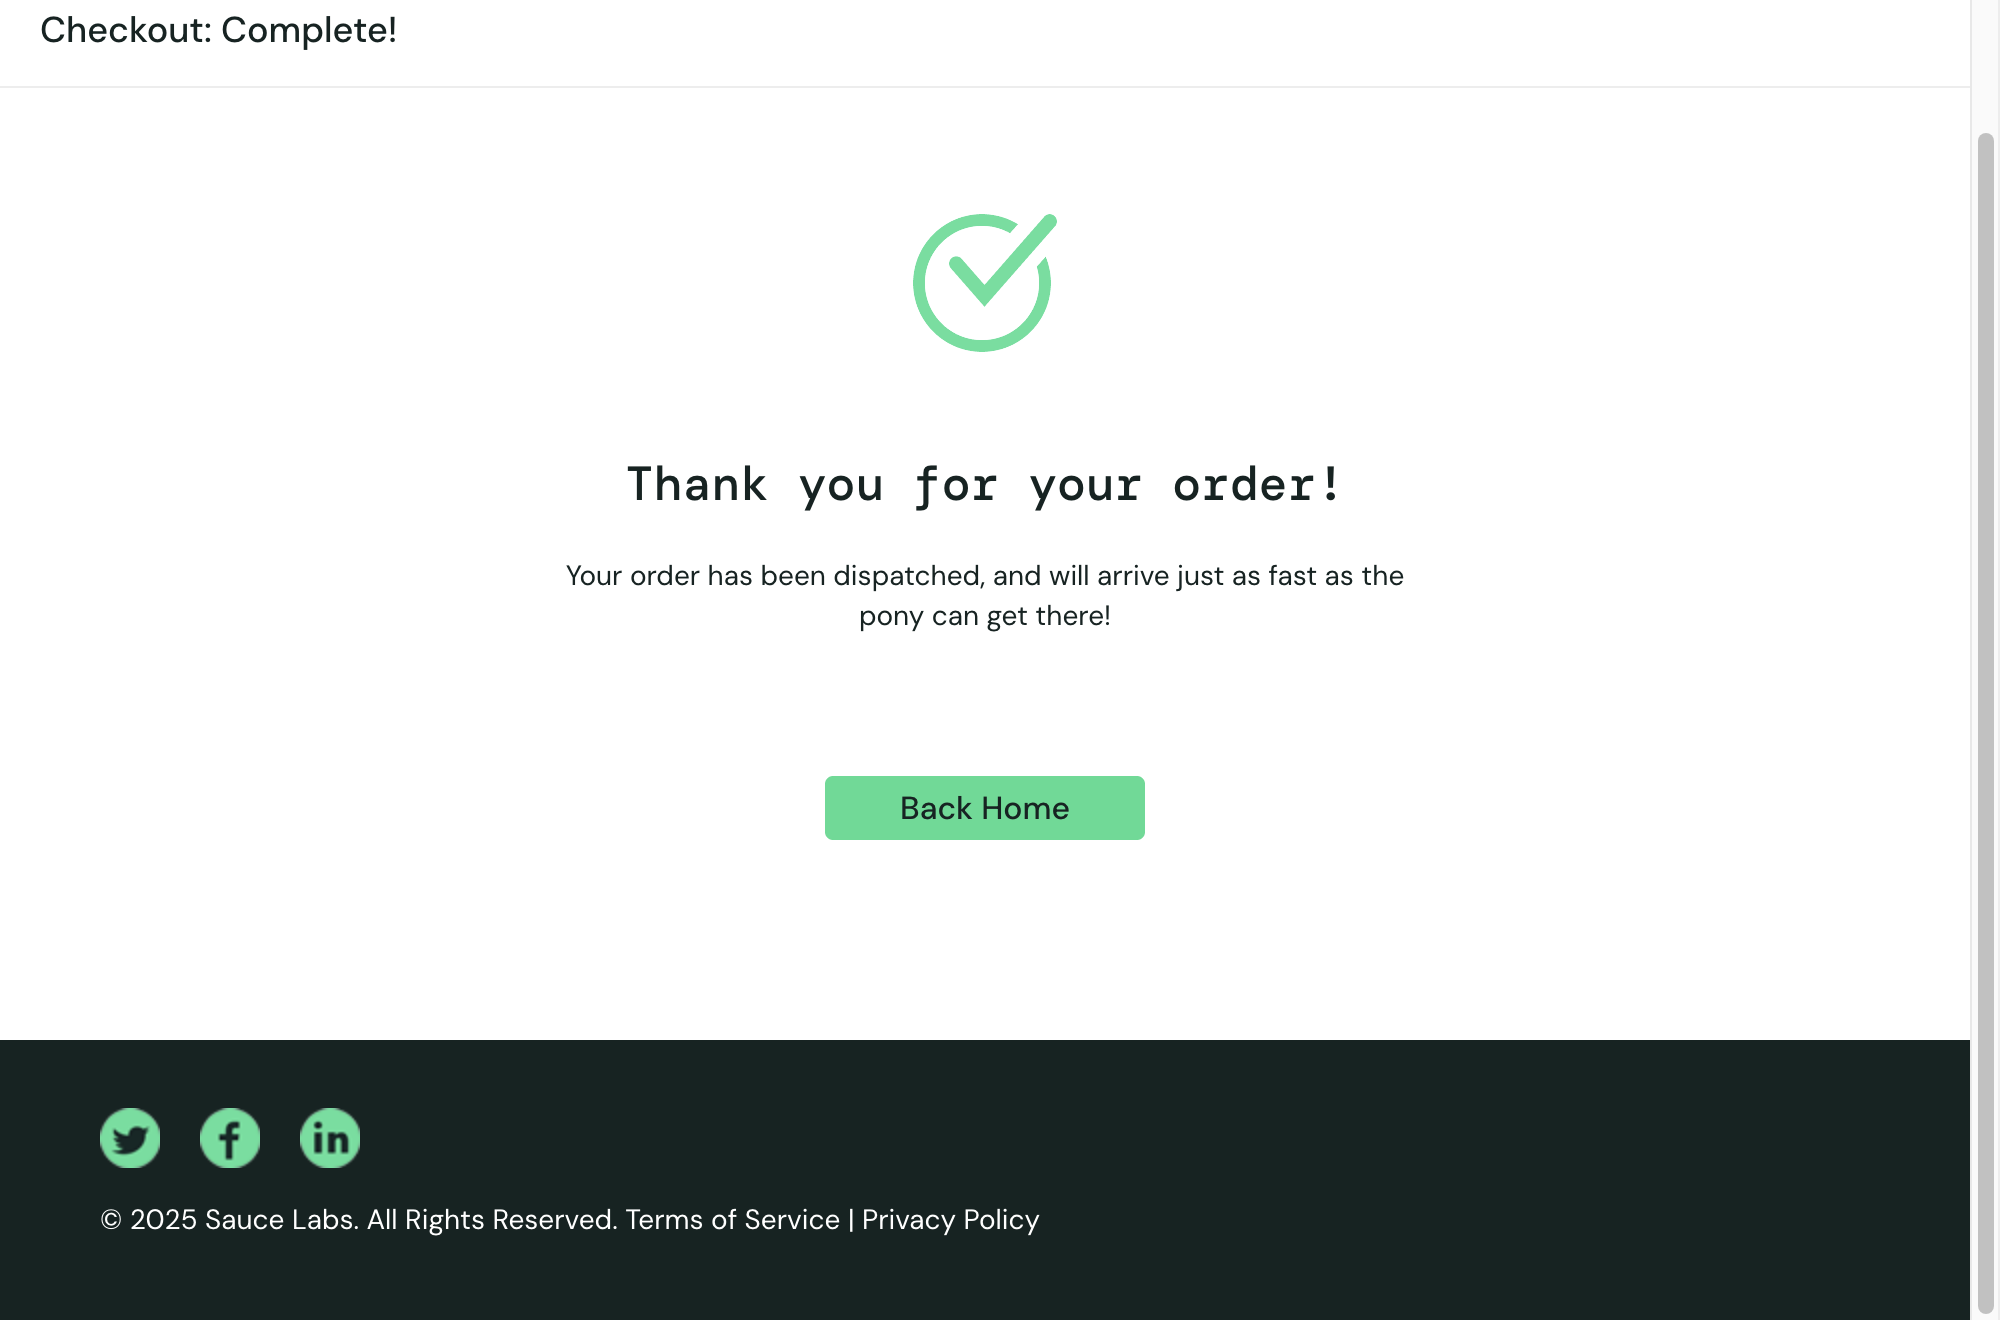 Checkout: Complete!
Thank you for your order!
Your order has been dispatched, and will arrive just as fast as the
pony can get there!
Back Home
© 2025 Sauce Labs. All Rights Reserved. Terms of Service | Privacy Policy